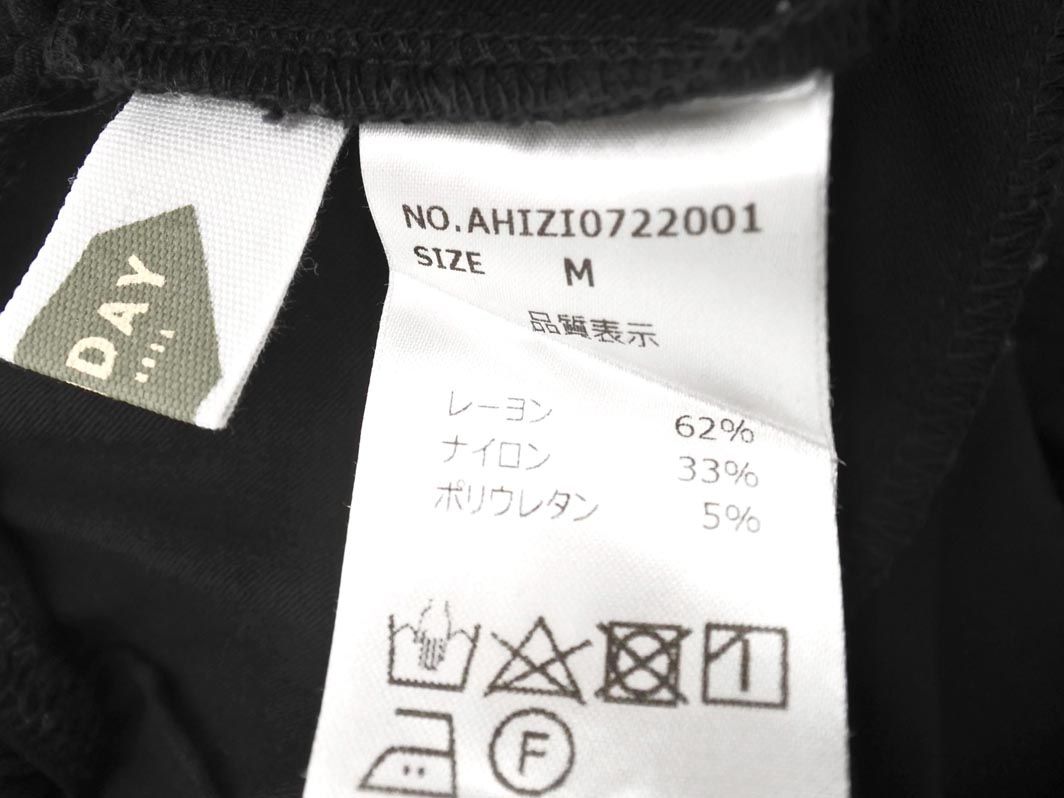 DAY
NO.AHIZI0722001
SIZE M
品質表示
レーヨン 62%
ナイロン 33%
ポリウレタン 5%
F